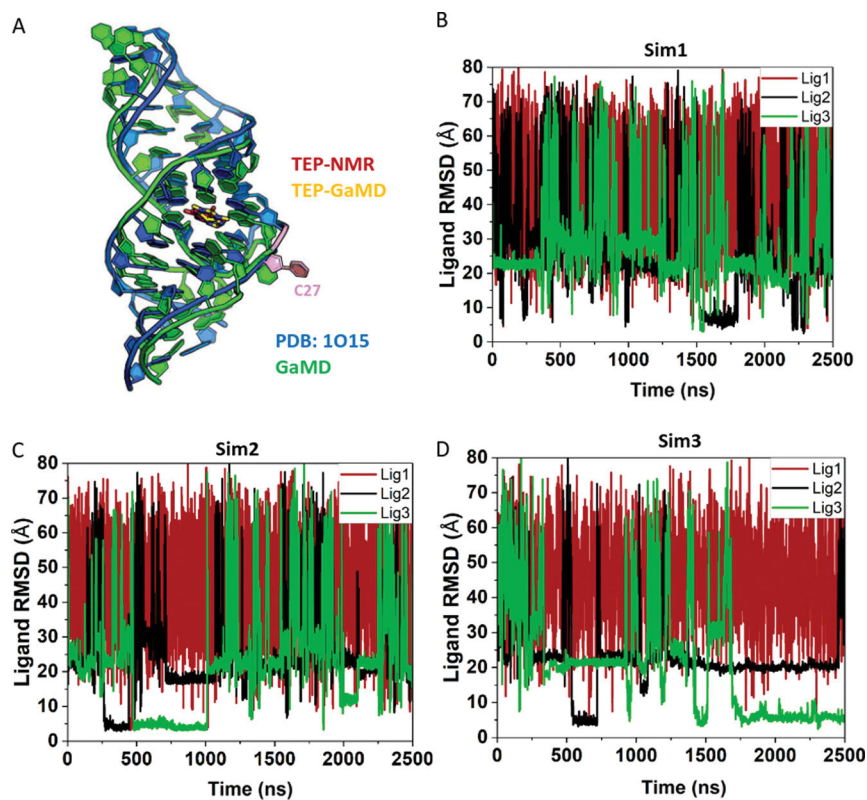 A
TEP-NMR
TEP-GaMD
C27
PDB: 1O15
GaMD
B
Sim1
Lig1
Lig2
Lig3
80
70
60
50
40
30
20
10
0
Ligand RMSD (Å)
0 500 1000 1500 2000 2500
Time (ns)
C
Sim2
Lig1
Lig2
Lig3
80
70
60
50
40
30
20
10
0
Ligand RMSD (Å)
0 500 1000 1500 2000 2500
Time (ns)
D
Sim3
Lig1
Lig2
Lig3
80
70
60
50
40
30
20
10
0
Ligand RMSD (Å)
0 500 1000 1500 2000 2500
Time (ns)